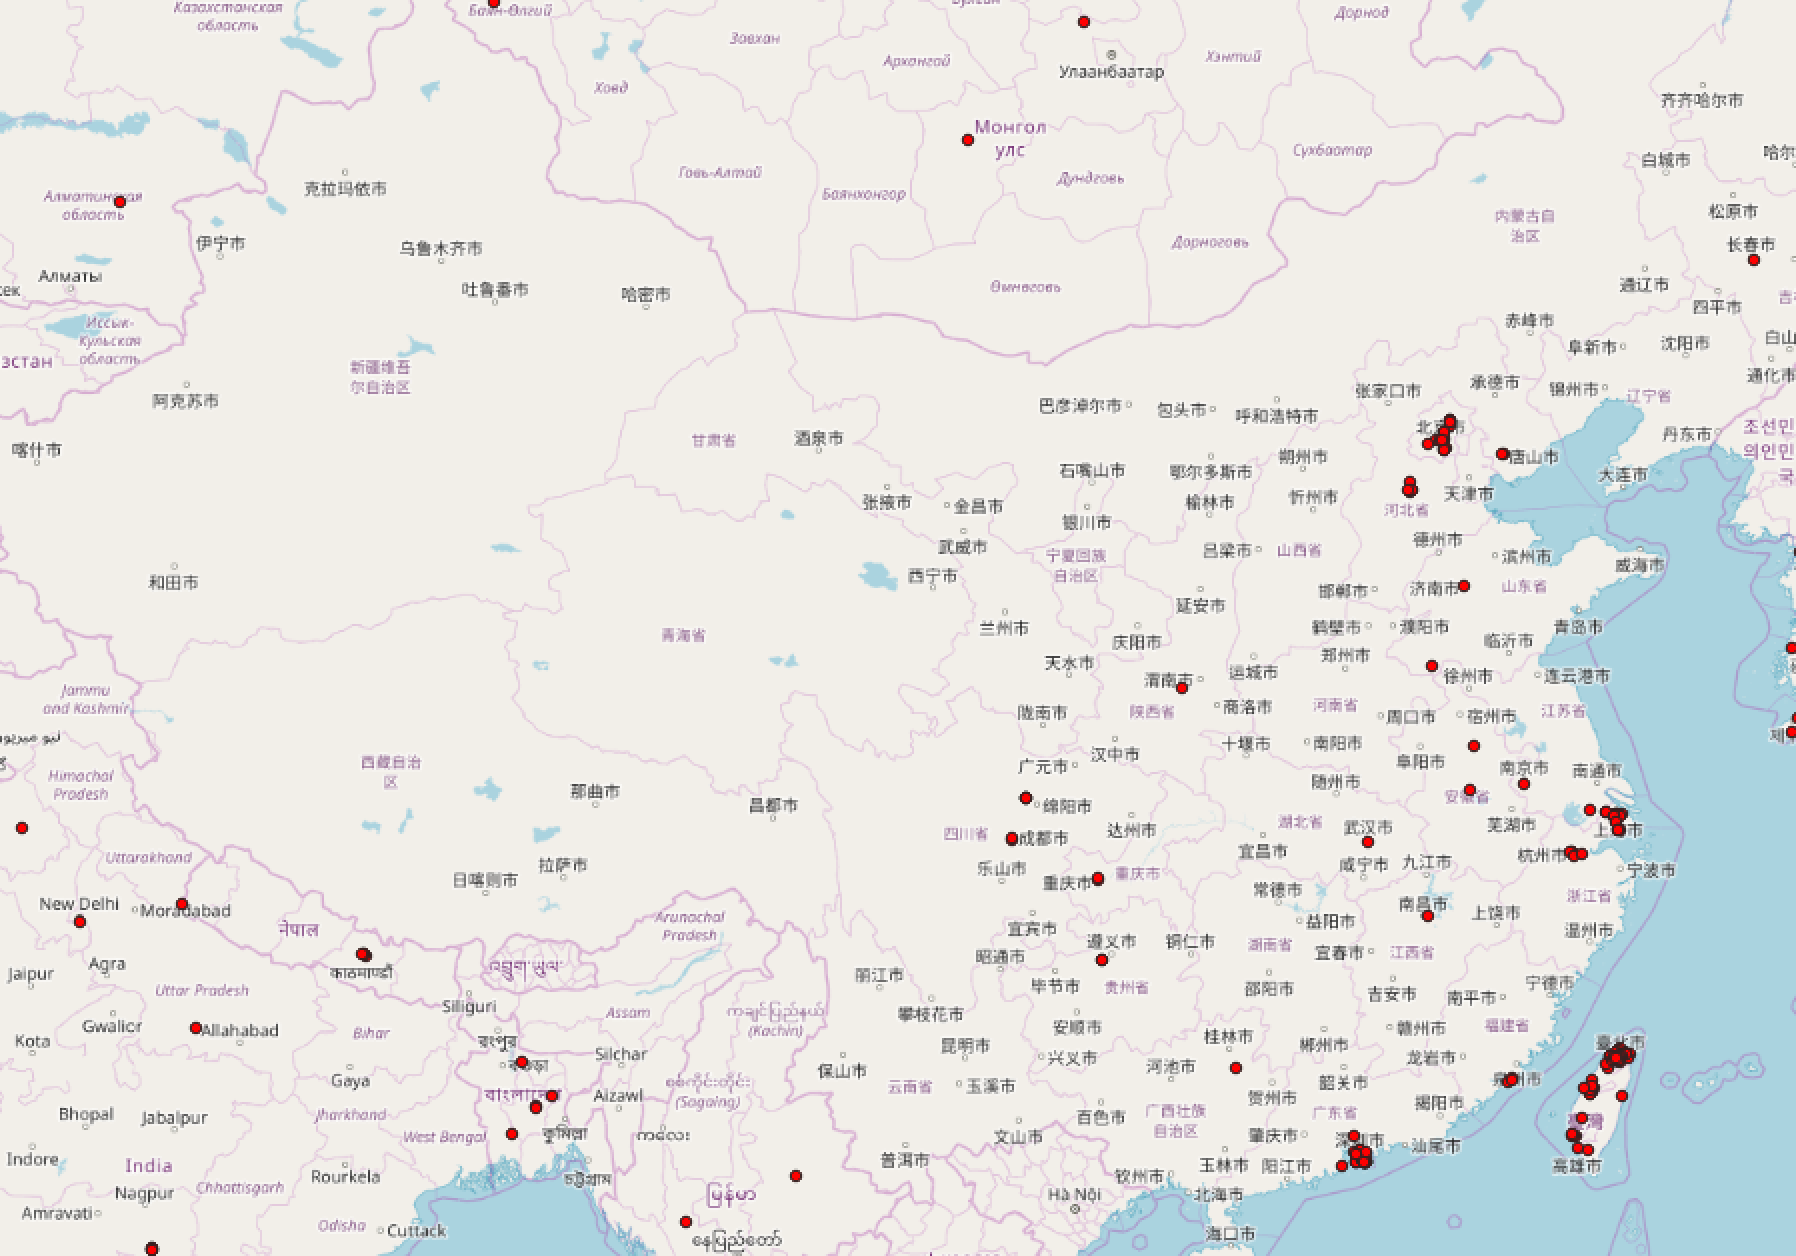 Казахстанская
область
Баян-Өлгий
Завхан
Архангай
Хэнтий
Дорнод
Улаанбаатар
Ховд
Монгол
улс
齐齐哈尔市
Сүхбаатар
白城市
Говь-Алтай
Баянхонгор
Дундговь
克拉玛依市
Алматинская
область
松原市
内蒙古自
治区
伊宁市
乌鲁木齐市
Дорноговь
长春市
Алматы
吐鲁番市
哈密市
Өмнөговь
通辽市
四平市
Иссык-
Кульская
область
赤峰市
阜新市
沈阳市
新疆维吾
尔自治区
阿克苏市
张家口市
承德市
锦州市
辽宁省
通化市
巴彦淖尔市
包头市
呼和浩特市
喀什市
甘肃省
酒泉市
丹东市
朔州市
唐山市
石嘴山市
鄂尔多斯市
大连市
张掖市
金昌市
榆林市
忻州市
天津市
银川市
河北省
武威市
宁夏回族
自治区
吕梁市
山西省
德州市
滨州市
威海市
和田市
西宁市
延安市
邯郸市
济南市
山东省
青海省
兰州市
庆阳市
鹤壁市
濮阳市
临沂市
青岛市
天水市
郑州市
渭南市
运城市
徐州市
连云港市
Jammu
and Kashmir
陇南市
陕西省
商洛市
河南省
周口市
宿州市
江苏省
汉中市
十堰市
南阳市
西藏自治
区
广元市
阜阳市
南京市
南通市
Himachal
Pradesh
那曲市
昌都市
绵阳市
随州市
安徽省
四川省
成都市
达州市
湖北省
武汉市
芜湖市
Uttarakhand
拉萨市
日喀则市
乐山市
重庆市
重庆市
宜昌市
咸宁市
九江市
杭州市
宁波市
New Delhi
Moradabad
नेपाल
Arunachal
Pradesh
常德市
益阳市
南昌市
上饶市
浙江省
温州市
宜宾市
遵义市
铜仁市
湖南省
宜春市
江西省
काठमाण्डौ
Jaipur
Agra
Uttar Pradesh
昭通市
丽江市
毕节市
贵州省
邵阳市
吉安市
南平市
宁德市
Siliguri
Assam
(Kachin)
Gwalior
Allahabad
Bihar
攀枝花市
安顺市
桂林市
郴州市
赣州市
福建省
Kota
রংপুর
Silchar
昆明市
兴义市
河池市
龙岩市
Gaya
Aizawl
保山市
云南省
玉溪市
韶关市
贺州市
揭阳市
Bhopal
Jabalpur
Jharkhand
West Bengal
(Sagaing)
百色市
广西壮族
自治区
广东省
文山市
肇庆市
汕尾市
Indore
India
Rourkela
普洱市
玉林市
阳江市
高雄市
Nagpur
Chhattisgarh
চট্টগ্রাম
မြန်မာ
钦州市
北海市
Hà Nội
Amravati
Odisha
Cuttack
နေပြည်တော်
海口市